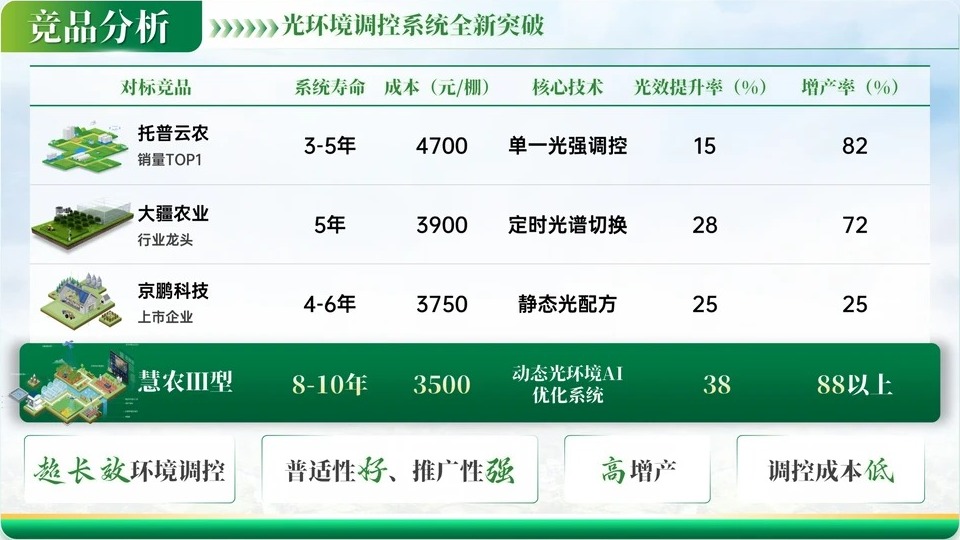 竞品分析
光环境调控系统全新突破
对标竞品 系统寿命 成本（元/棚） 核心技术 光效提升率（%） 增产率（%）
托普云农
销量TOP1
3-5年 4700 单一光强调控 15 82
大疆农业
行业龙头
5年 3900 定时光谱切换 28 72
京鹏科技
上市企业
4-6年 3750 静态光配方 25 25
慧农III型 8-10年 3500 动态光环境AI
优化系统
38 88以上
超长效环境调控
普适性好、推广性强
高增产
调控成本低